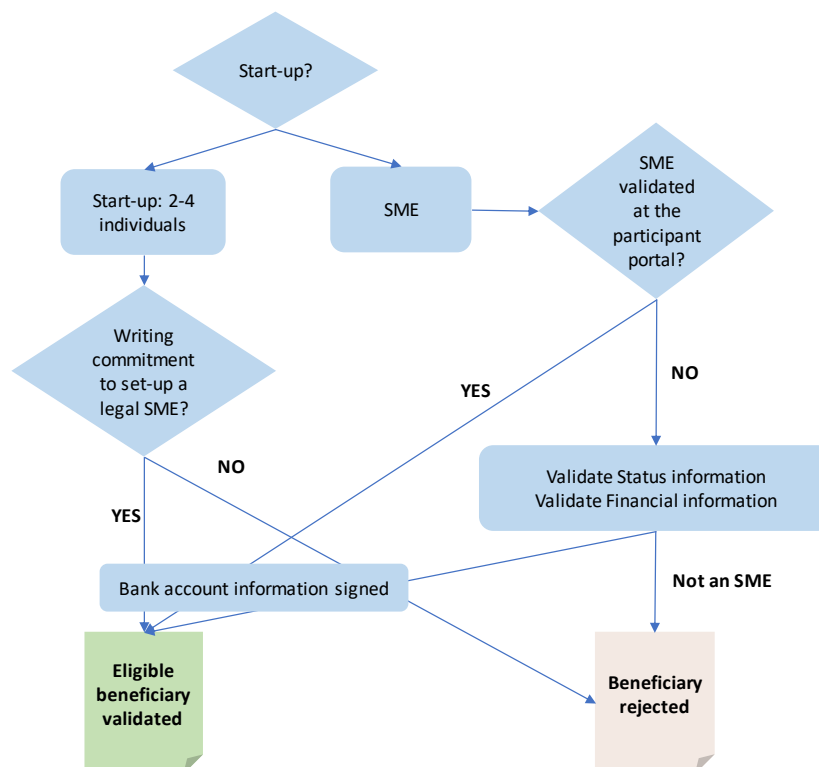 Start-up?
Start-up: 2-4
individuals
SME
SME
validated
at the
participant
portal?
Writing
commitment
to set-up a
legal SME?
YES
NO
NO
YES
Validate Status information
Validate Financial information
Bank account information signed
Not an SME
Eligible
beneficiary
validated
Beneficiary
rejected